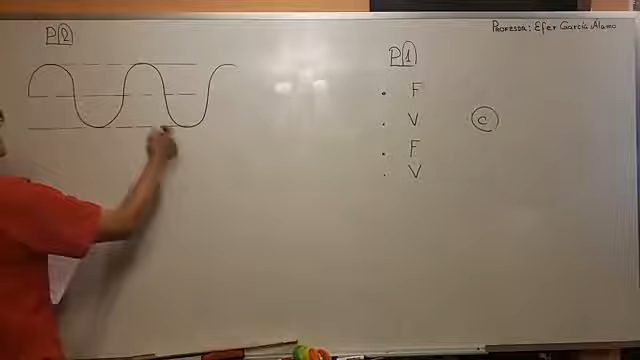 PROFESOR: Efer García Álamo
P2
P1
• F
• V
C
• F
• V